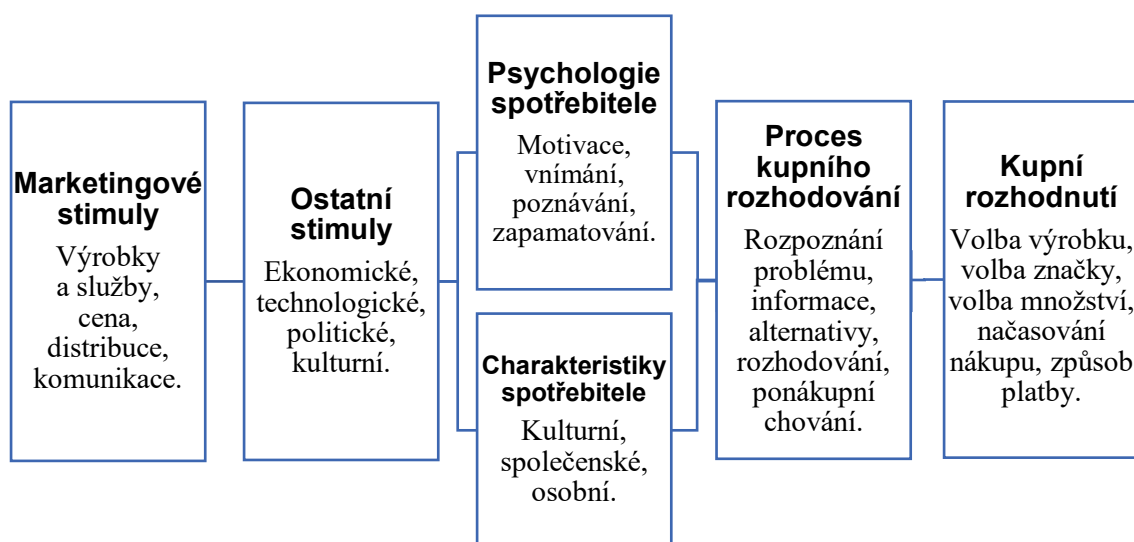 Marketingové
stimuly
Výrobky
a služby,
cena,
distribuce,
komunikace.
Ostatní
stimuly
Ekonomické,
technologické,
politické,
kulturní.
Psychologie
spotřebitele
Motivace,
vnímání,
poznávání,
zapamatování.
Charakteristiky
spotřebitele
Kulturní,
společenské,
osobní.
Proces
kupního
rozhodování
Rozpoznání
problému,
informace,
alternativy,
rozhodování,
ponákupní
chování.
Kupní
rozhodnutí
Volba výrobku,
volba značky,
volba množství,
načasování
nákupu, způsob
platby.